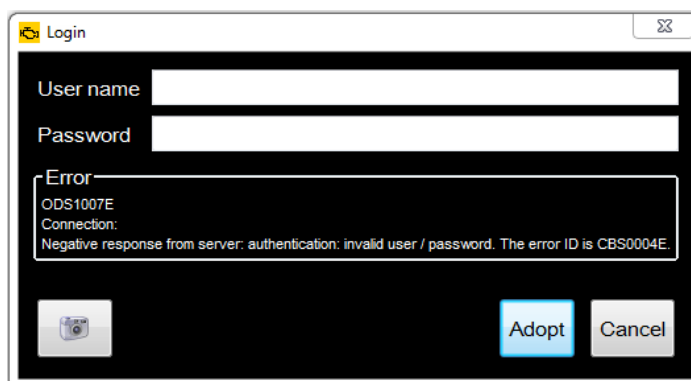 Login
User name
Password
Error
ODS1007E
Connection:
Negative response from server: authentication: invalid user / password. The error ID is CBS0004E.
Adopt Cancel